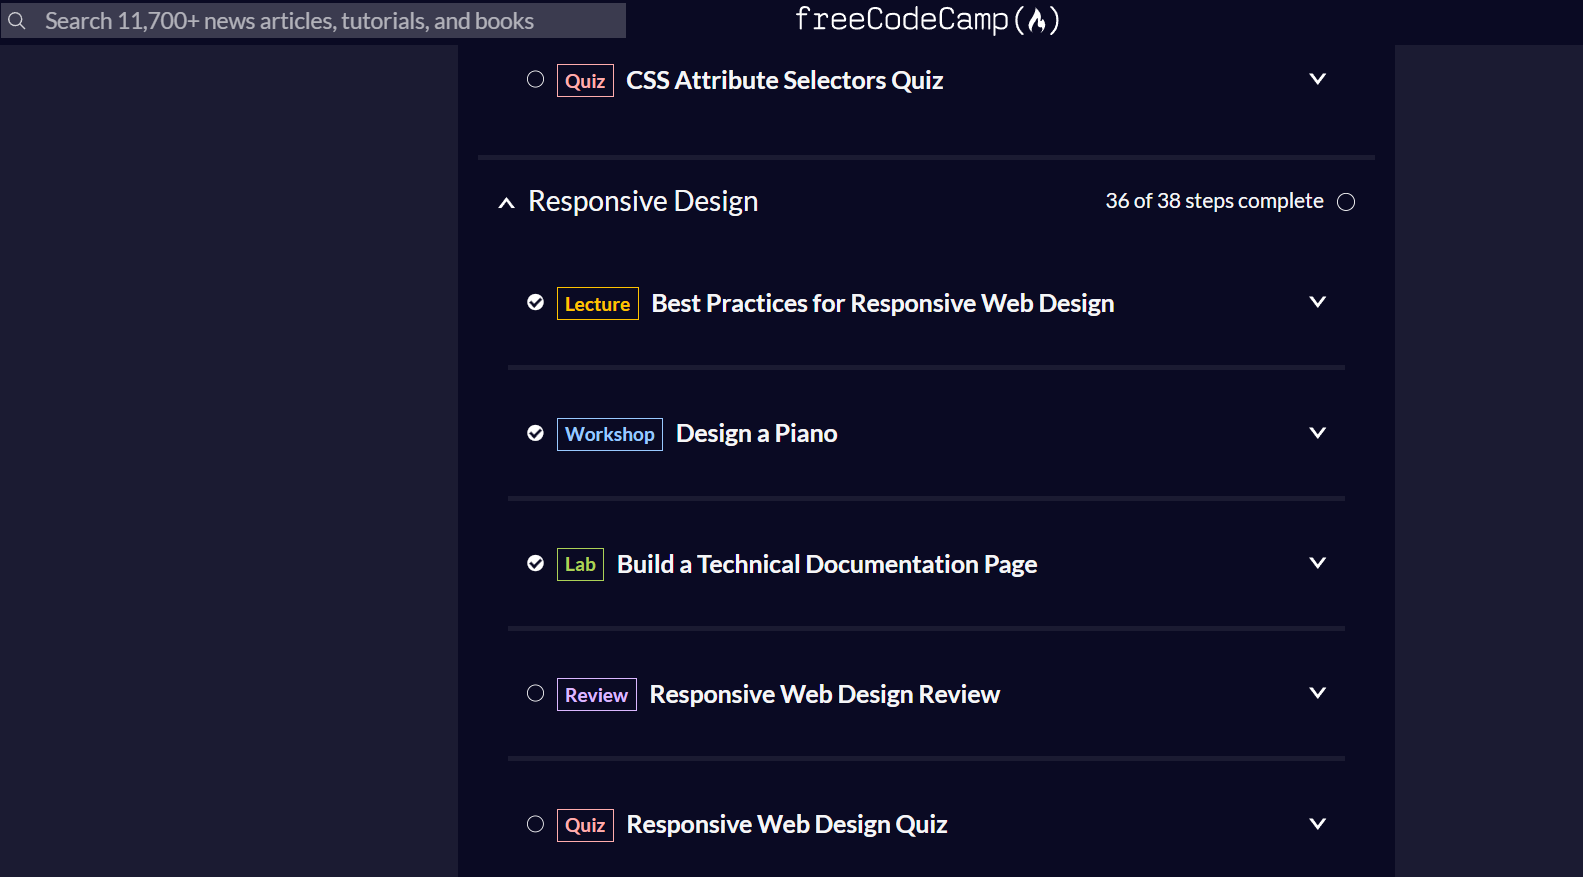 Search 11,700+ news articles, tutorials, and books
freeCodeCamp(🔥)
Quiz CSS Attribute Selectors Quiz
Responsive Design 36 of 38 steps complete
Lecture Best Practices for Responsive Web Design
Workshop Design a Piano
Lab Build a Technical Documentation Page
Review Responsive Web Design Review
Quiz Responsive Web Design Quiz